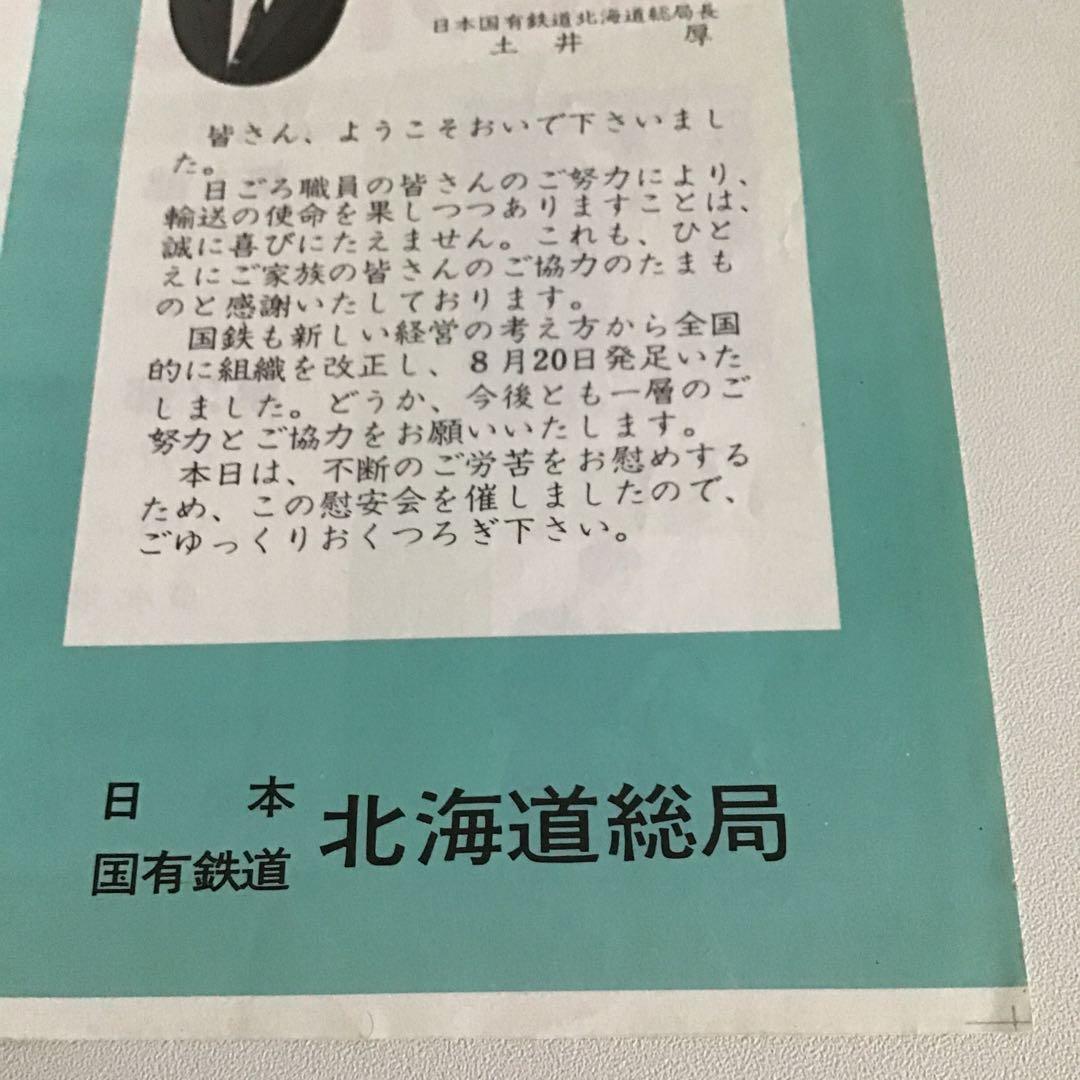 日本国有鉄道北海道総局長
土井 厚
皆さん、ようこそおいで下さいまし
た。
日ごろ職員の皆さんのご努力により、
輸送の使命を果しつつありますことは、
誠に喜びにたえません。これも、ひと
えにご家族の皆さんのご協力のたまも
のと感謝いたしております。
国鉄も新しい経営の考え方から全国
的に組織を改正し、8月20日発足いた
しました。どうか、今後とも一層のご
努力とご協力をお願いいたします。
本日は、不断のご労苦をお慰めする
ため、この慰安会を催しましたので、
ごゆっくりおくつろぎ下さい。
日本
国有鉄道
北海道総局